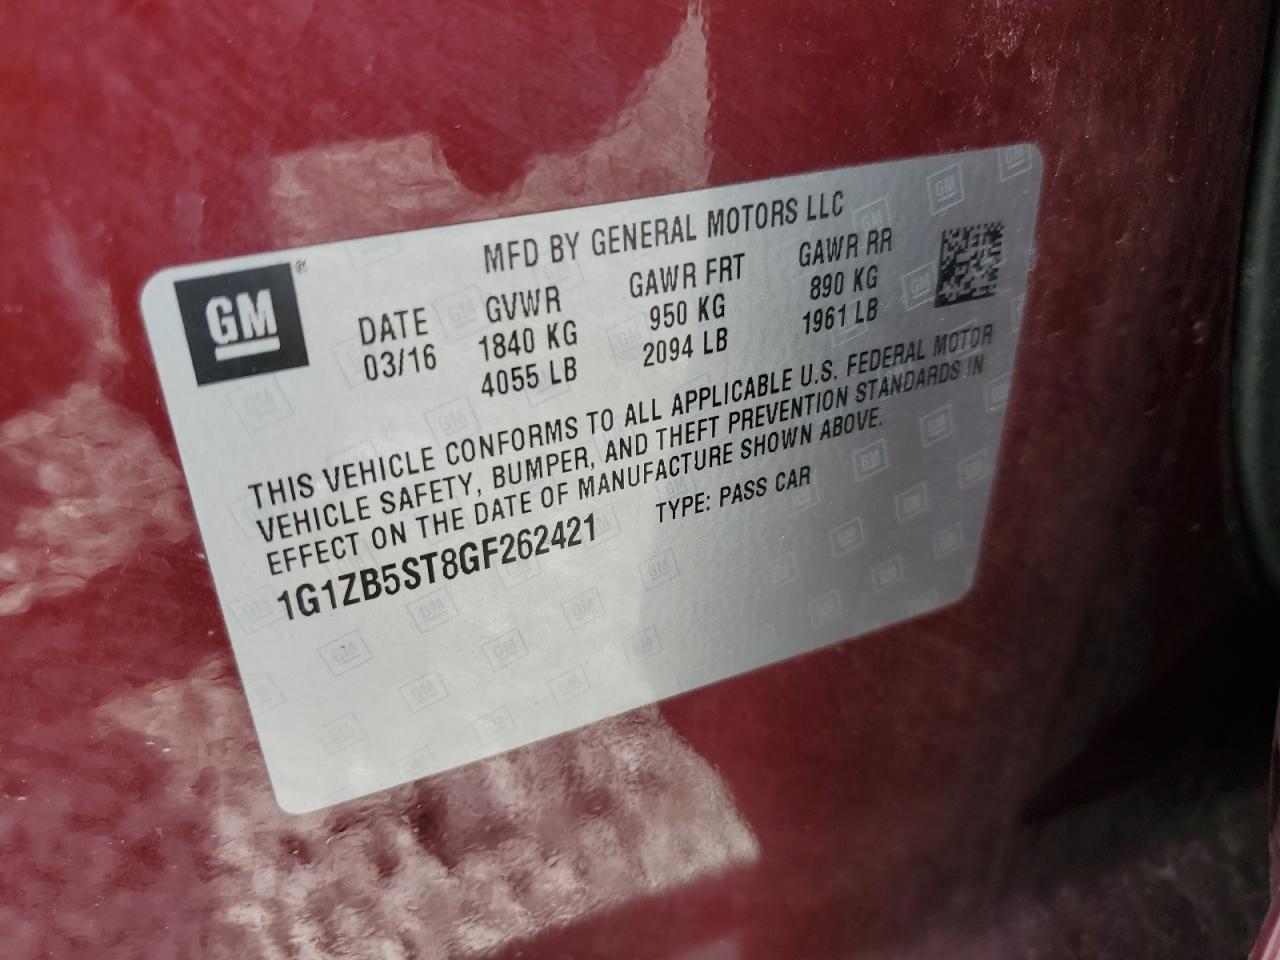 MFD BY GENERAL MOTORS LLC
GM ®
DATE GVWR GAWR FRT GAWR RR
03/16 1840 KG 950 KG 890 KG
4055 LB 2094 LB 1961 LB
THIS VEHICLE CONFORMS TO ALL APPLICABLE U.S. FEDERAL MOTOR
VEHICLE SAFETY, BUMPER, AND THEFT PREVENTION STANDARDS IN
EFFECT ON THE DATE OF MANUFACTURE SHOWN ABOVE.
1G1ZB5ST8GF262421 TYPE: PASS CAR